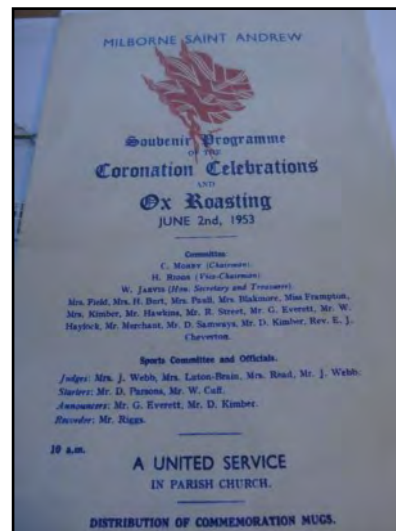 MILBORNE SAINT ANDREW
Souvenir Programme
OF THE
Coronation Celebrations
AND
Ox Roasting
JUNE 2nd, 1953
Committee
C. MOREY (Chairman).
H. RIGGS (Vice-Chairman)
W. JARVIS (Hon. Secretary and Treasurer).
Mrs. Field, Mrs. H. Burt, Mrs. Paull, Mrs. Blakmore, Miss Frampton,
Mrs. Kimber, Mr. Hawkins, Mr. R. Street, Mr. G. Everett, Mr. W.
Haylock, Mr. Merchant, Mr. D. Samways, Mr. D. Kimber, Rev. E. J.
Cheverton.
Sports Committee and Officials.
Judges: Mrs. J. Webb, Mrs. Luton-Brain, Mrs. Read, Mr. J. Webb.
Starters: Mr. D. Parsons, Mr. W. Cuff.
Announcers: Mr. G. Everett, Mr. D. Kimber.
Recorder: Mr. Riggs.
10 a.m.
A UNITED SERVICE
IN PARISH CHURCH.
DISTRIBUTION OF COMMEMORATION MUGS.